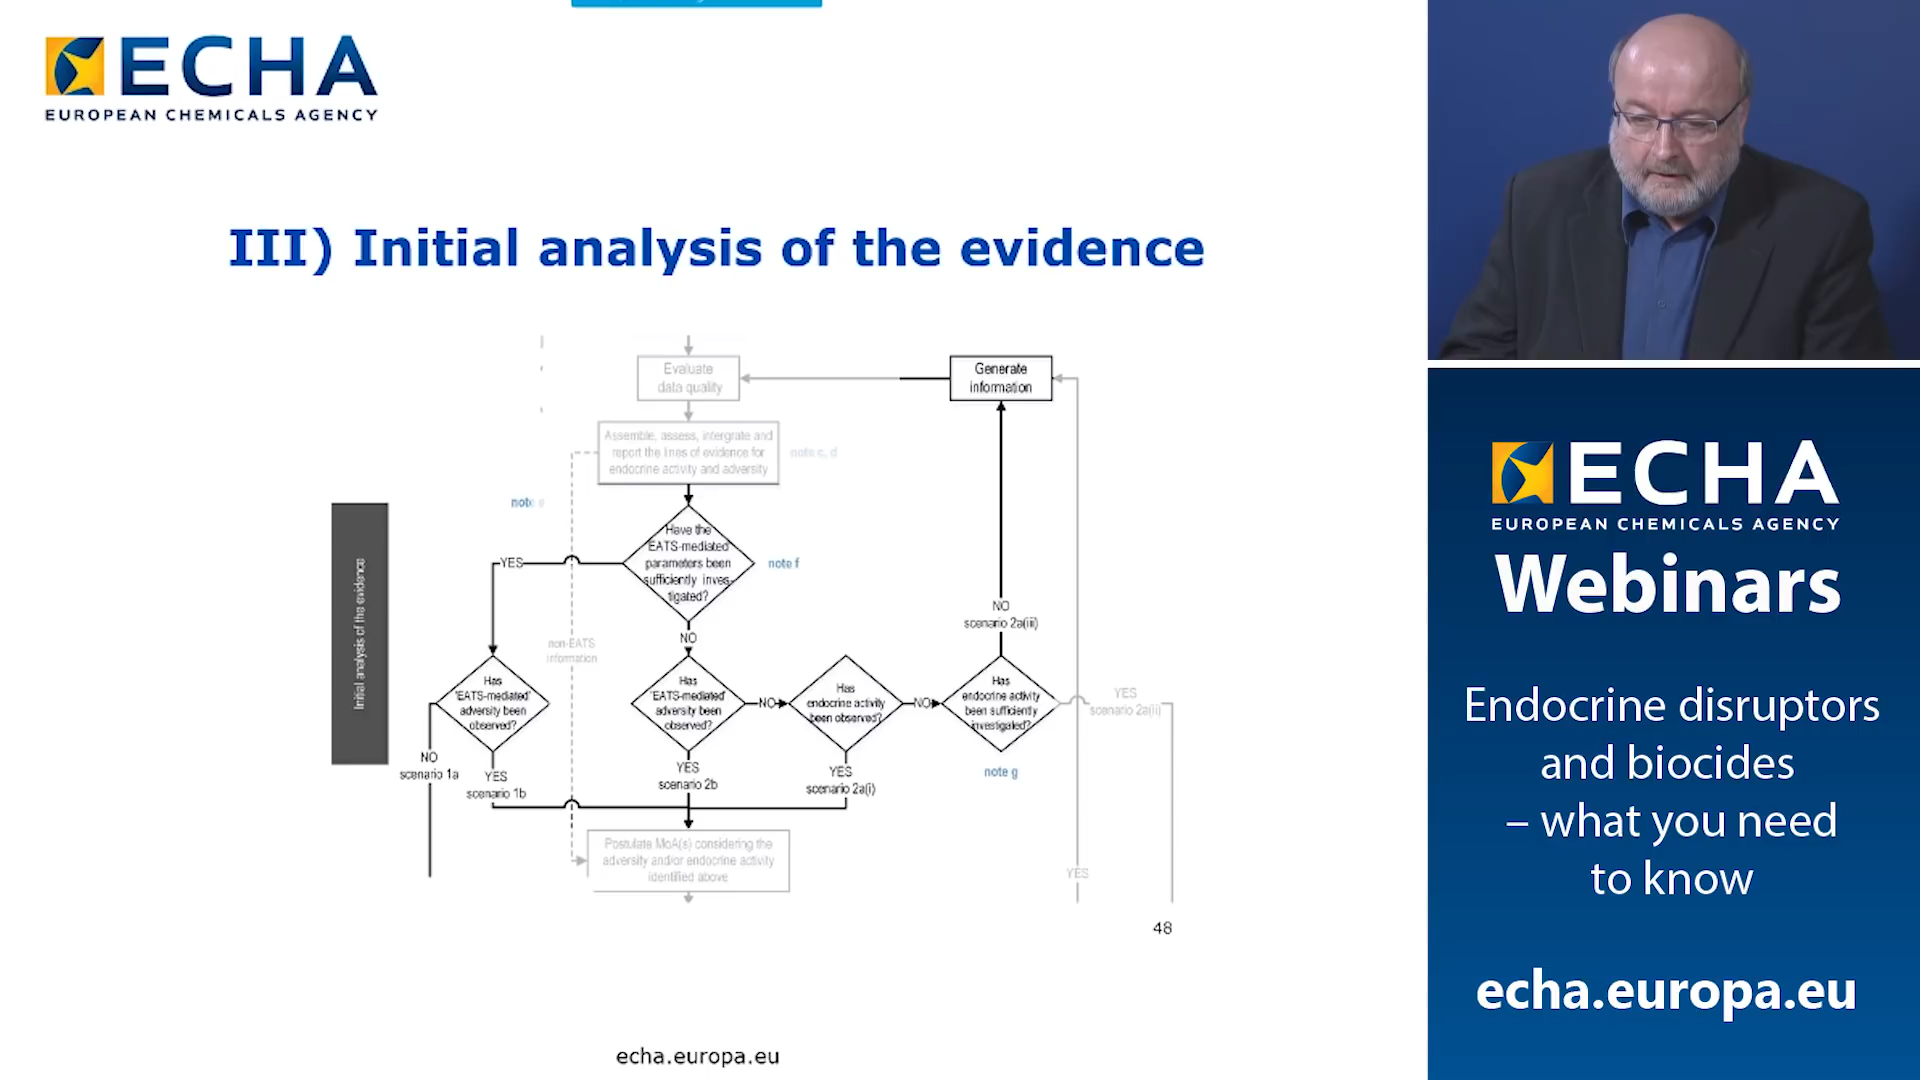 ECHA
EUROPEAN CHEMICALS AGENCY
III) Initial analysis of the evidence
Evaluate
data quality
Generate
information
Assemble, assess, intergrate and
report the lines of evidence for
endocrine activity and adversity
note c, d
note e
Have the
EATS-mediated
parameters been
sufficiently inves-
tigated?
note f
YES
NO
non-EATS
information
Initial analysis of the evidence
Has
'EATS-mediated'
adversity been
observed?
Has
'EATS-mediated'
adversity been
observed?
NO
Has
endocrine activity
been observed?
NO
Has
endocrine activity
been sufficiently
investigated?
NO
scenario 2a(iii)
YES
scenario 2a(ii)
note g
NO
scenario 1a
YES
scenario 1b
YES
scenario 2b
YES
scenario 2a(i)
Postulate MoA(s) considering the
adversity and/or endocrine activity
identified above
YES
48
echa.europa.eu
ECHA
EUROPEAN CHEMICALS AGENCY
Webinars
Endocrine disruptors
and biocides
– what you need
to know
echa.europa.eu